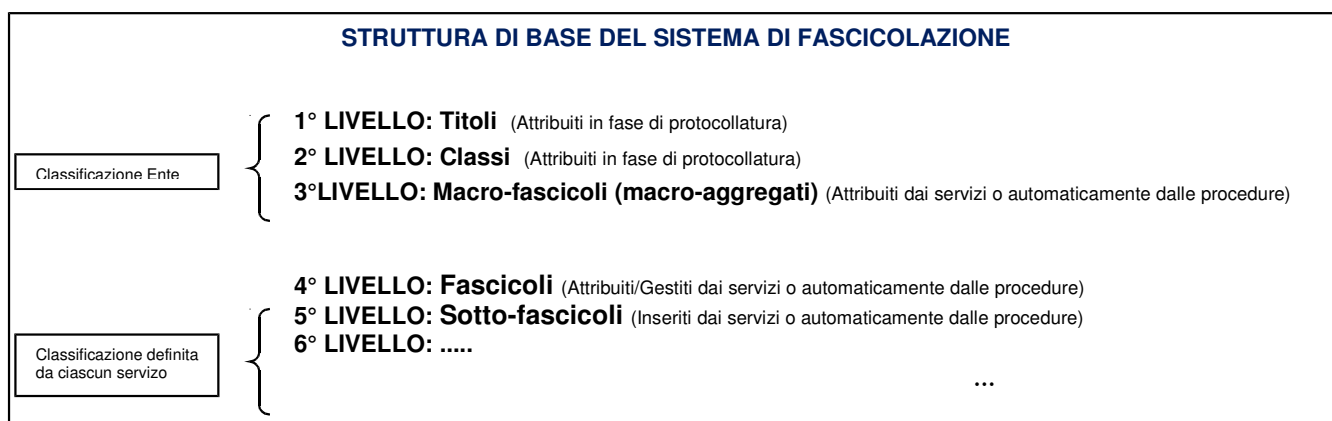 STRUTTURA DI BASE DEL SISTEMA DI FASCICOLAZIONE
1° LIVELLO: Titoli (Attribuiti in fase di protocollatura)
2° LIVELLO: Classi (Attribuiti in fase di protocollatura)
Classificazione Ente
3°LIVELLO: Macro-fascicoli (macro-aggregati) (Attribuiti dai servizi o automaticamente dalle procedure)
4° LIVELLO: Fascicoli (Attribuiti/Gestiti dai servizi o automaticamente dalle procedure)
5° LIVELLO: Sotto-fascicoli (Inseriti dai servizi o automaticamente dalle procedure)
6° LIVELLO: .....
Classificazione definita
da ciascun servizo
...